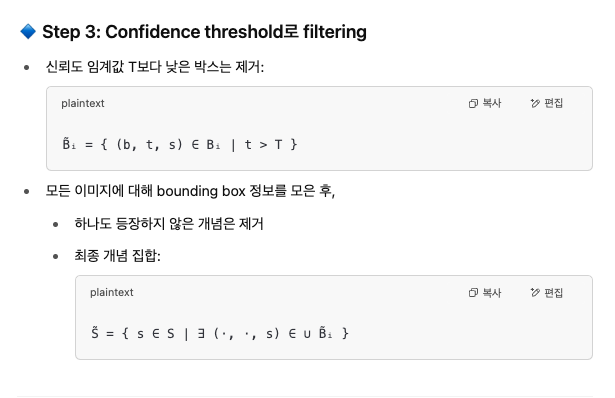 🔷 Step 3: Confidence threshold로 filtering
• 신뢰도 임계값 T보다 낮은 박스는 제거:
plaintext 복사 편집
B̃ᵢ = { (b, t, s) ∈ Bᵢ | t > T }
• 모든 이미지에 대해 bounding box 정보를 모은 후,
• 하나도 등장하지 않은 개념은 제거
• 최종 개념 집합:
plaintext 복사 편집
S̃ = { s ∈ S | ∃ (·, ·, s) ∈ ∪ B̃ᵢ }